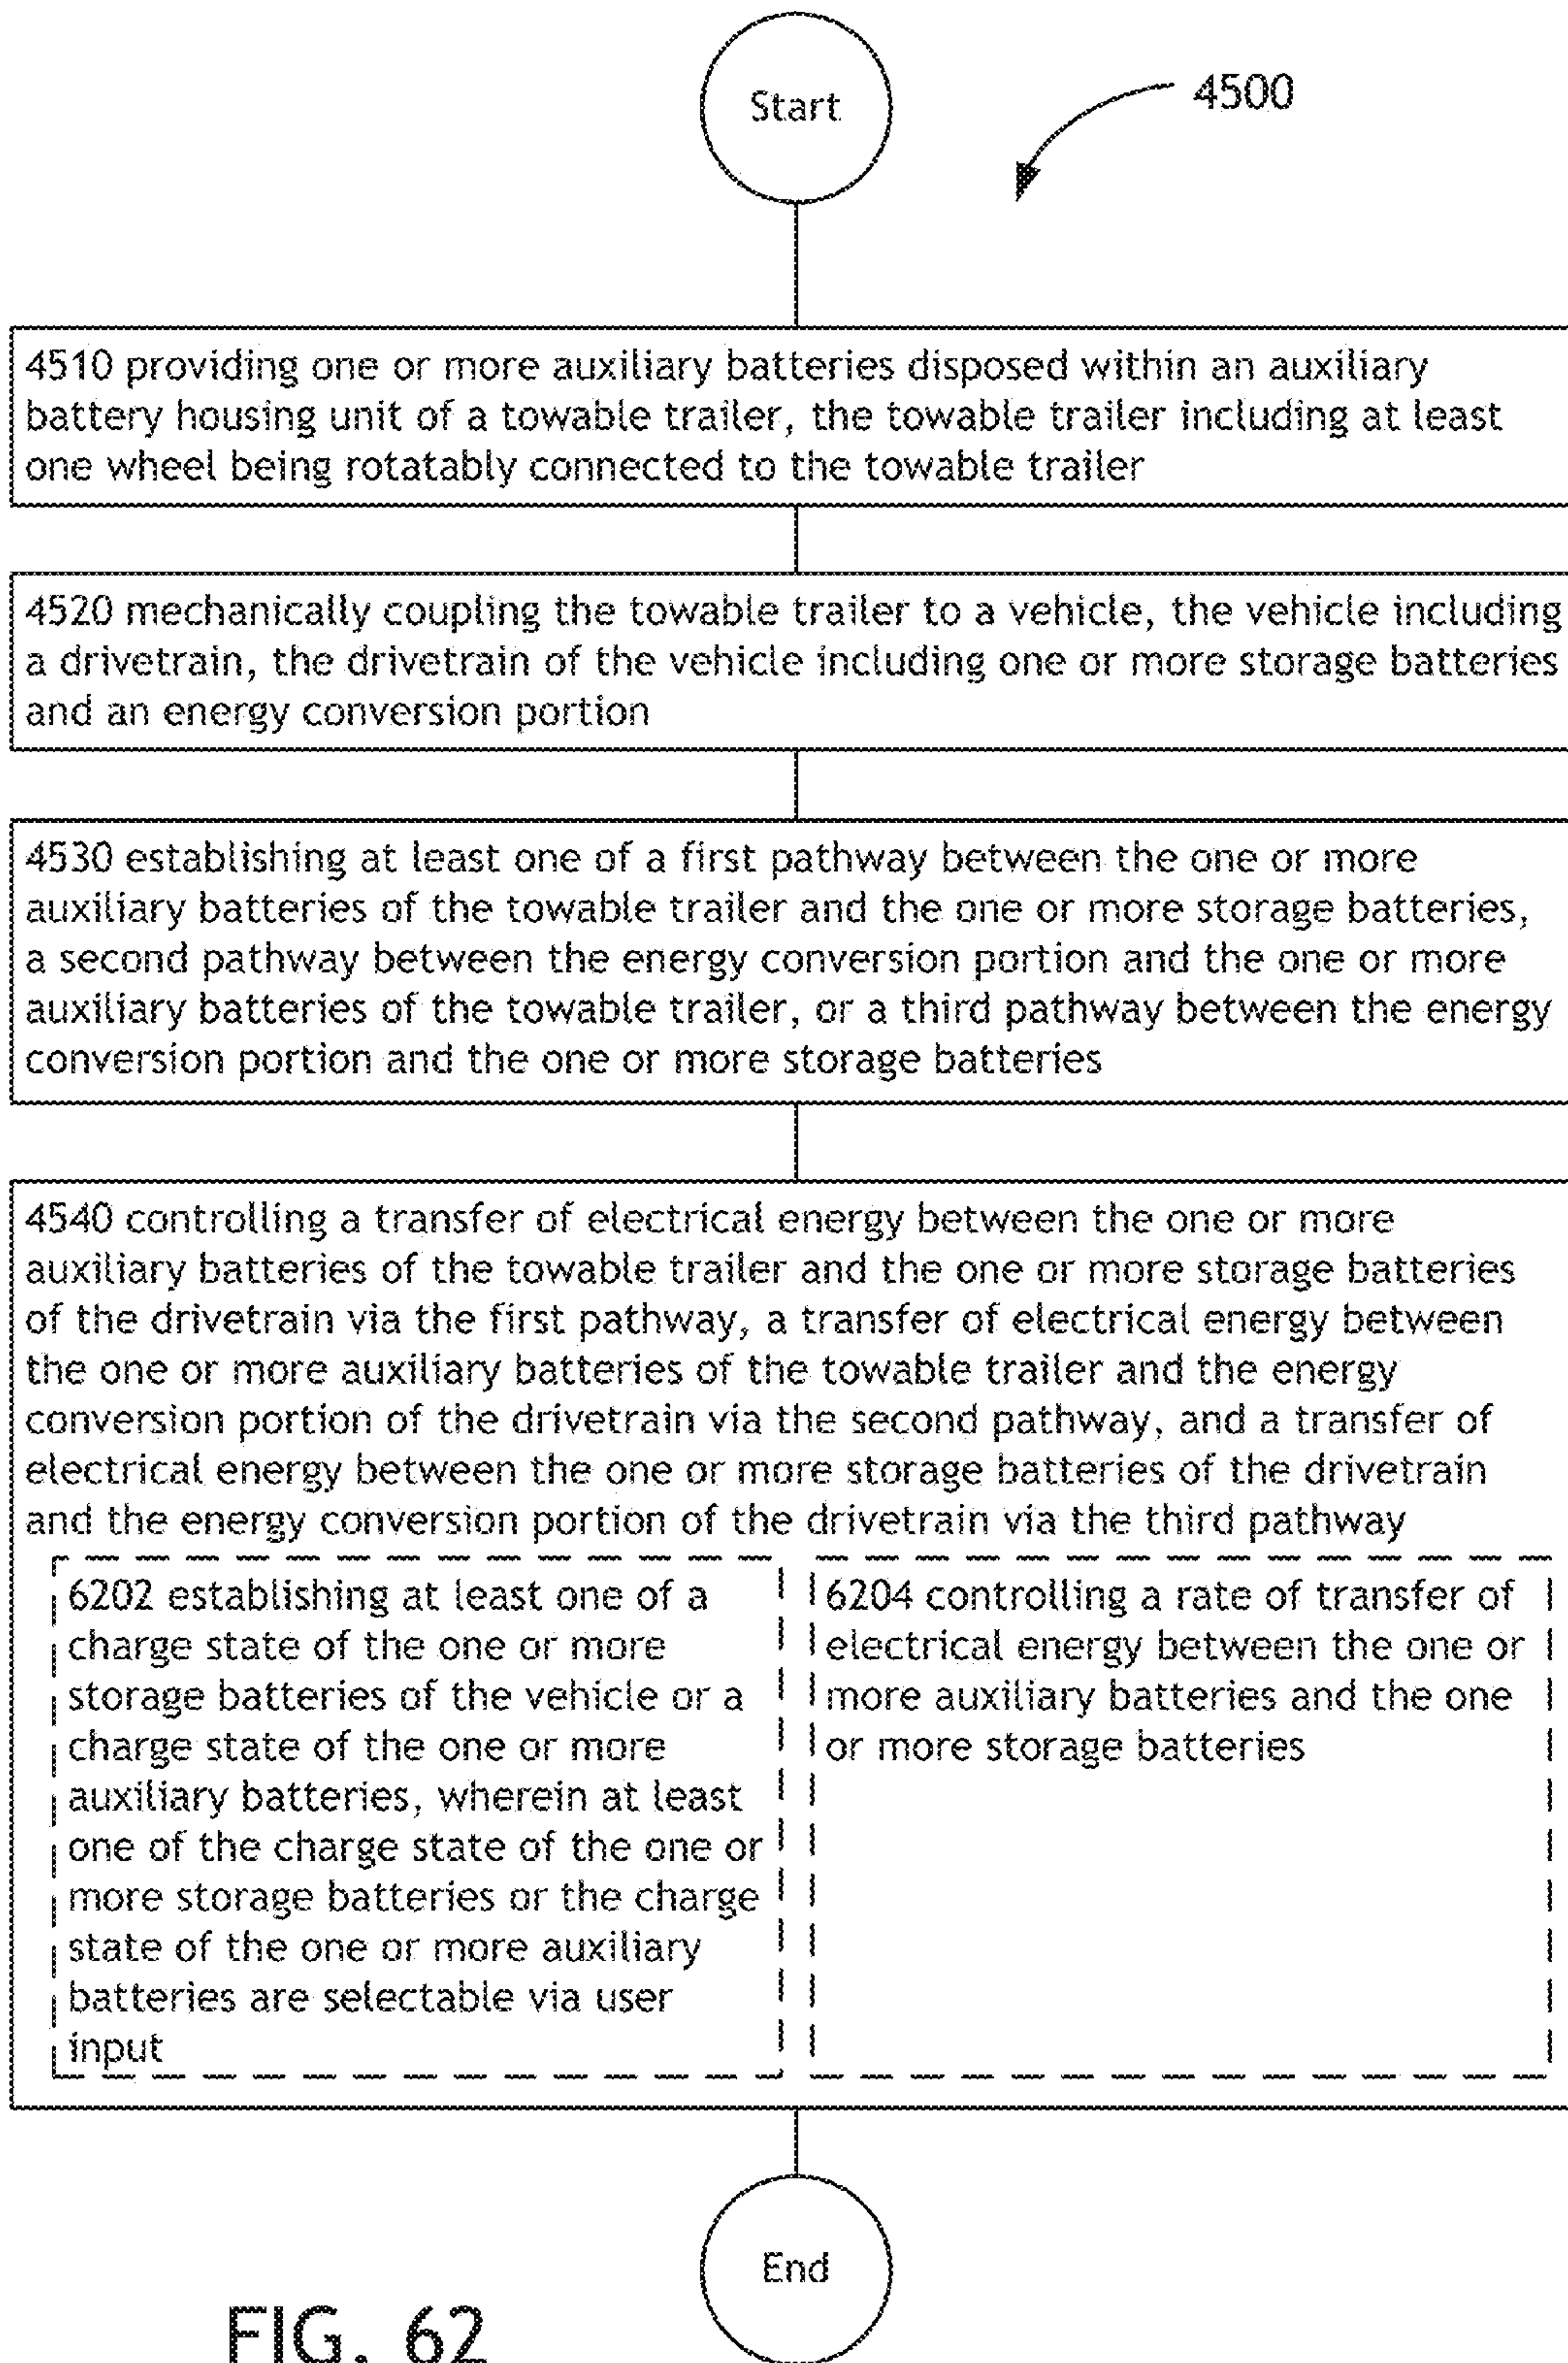 Start
4500
4510 providing one or more auxiliary batteries disposed within an auxiliary
battery housing unit of a towable trailer, the towable trailer including at least
one wheel being rotatably connected to the towable trailer
4520 mechanically coupling the towable trailer to a vehicle, the vehicle including
a drivetrain, the drivetrain of the vehicle including one or more storage batteries
and an energy conversion portion
4530 establishing at least one of a first pathway between the one or more
auxiliary batteries of the towable trailer and the one or more storage batteries,
a second pathway between the energy conversion portion and the one or more
auxiliary batteries of the towable trailer, or a third pathway between the energy
conversion portion and the one or more storage batteries
4540 controlling a transfer of electrical energy between the one or more
auxiliary batteries of the towable trailer and the one or more storage batteries
of the drivetrain via the first pathway, a transfer of electrical energy between
the one or more auxiliary batteries of the towable trailer and the energy
conversion portion of the drivetrain via the second pathway, and a transfer of
electrical energy between the one or more storage batteries of the drivetrain
and the energy conversion portion of the drivetrain via the third pathway
6202 establishing at least one of a
charge state of the one or more
storage batteries of the vehicle or a
charge state of the one or more
auxiliary batteries, wherein at least
one of the charge state of the one or
more storage batteries or the charge
state of the one or more auxiliary
batteries are selectable via user
input
6204 controlling a rate of transfer of
electrical energy between the one or
more auxiliary batteries and the one
or more storage batteries
End
FIG. 62